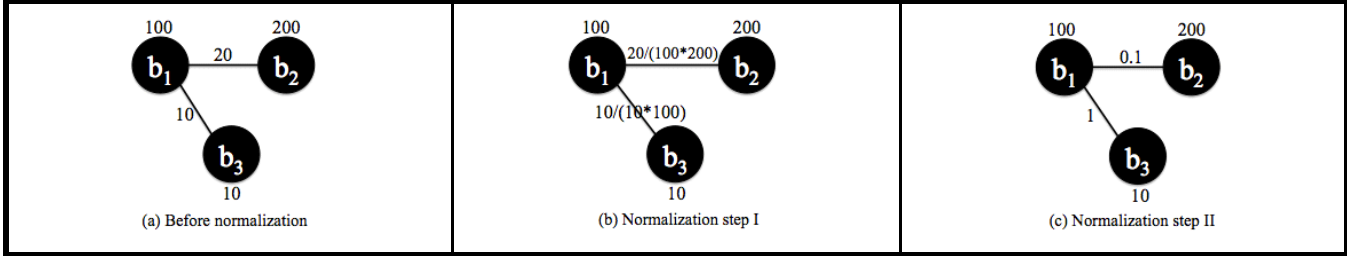 100
200
20
b1
b2
10
b3
10
(a) Before normalization
100
200
20/(100*200)
b1
b2
10/(10*100)
b3
10
(b) Normalization step I
100
200
0.1
b1
b2
1
b3
10
(c) Normalization step II